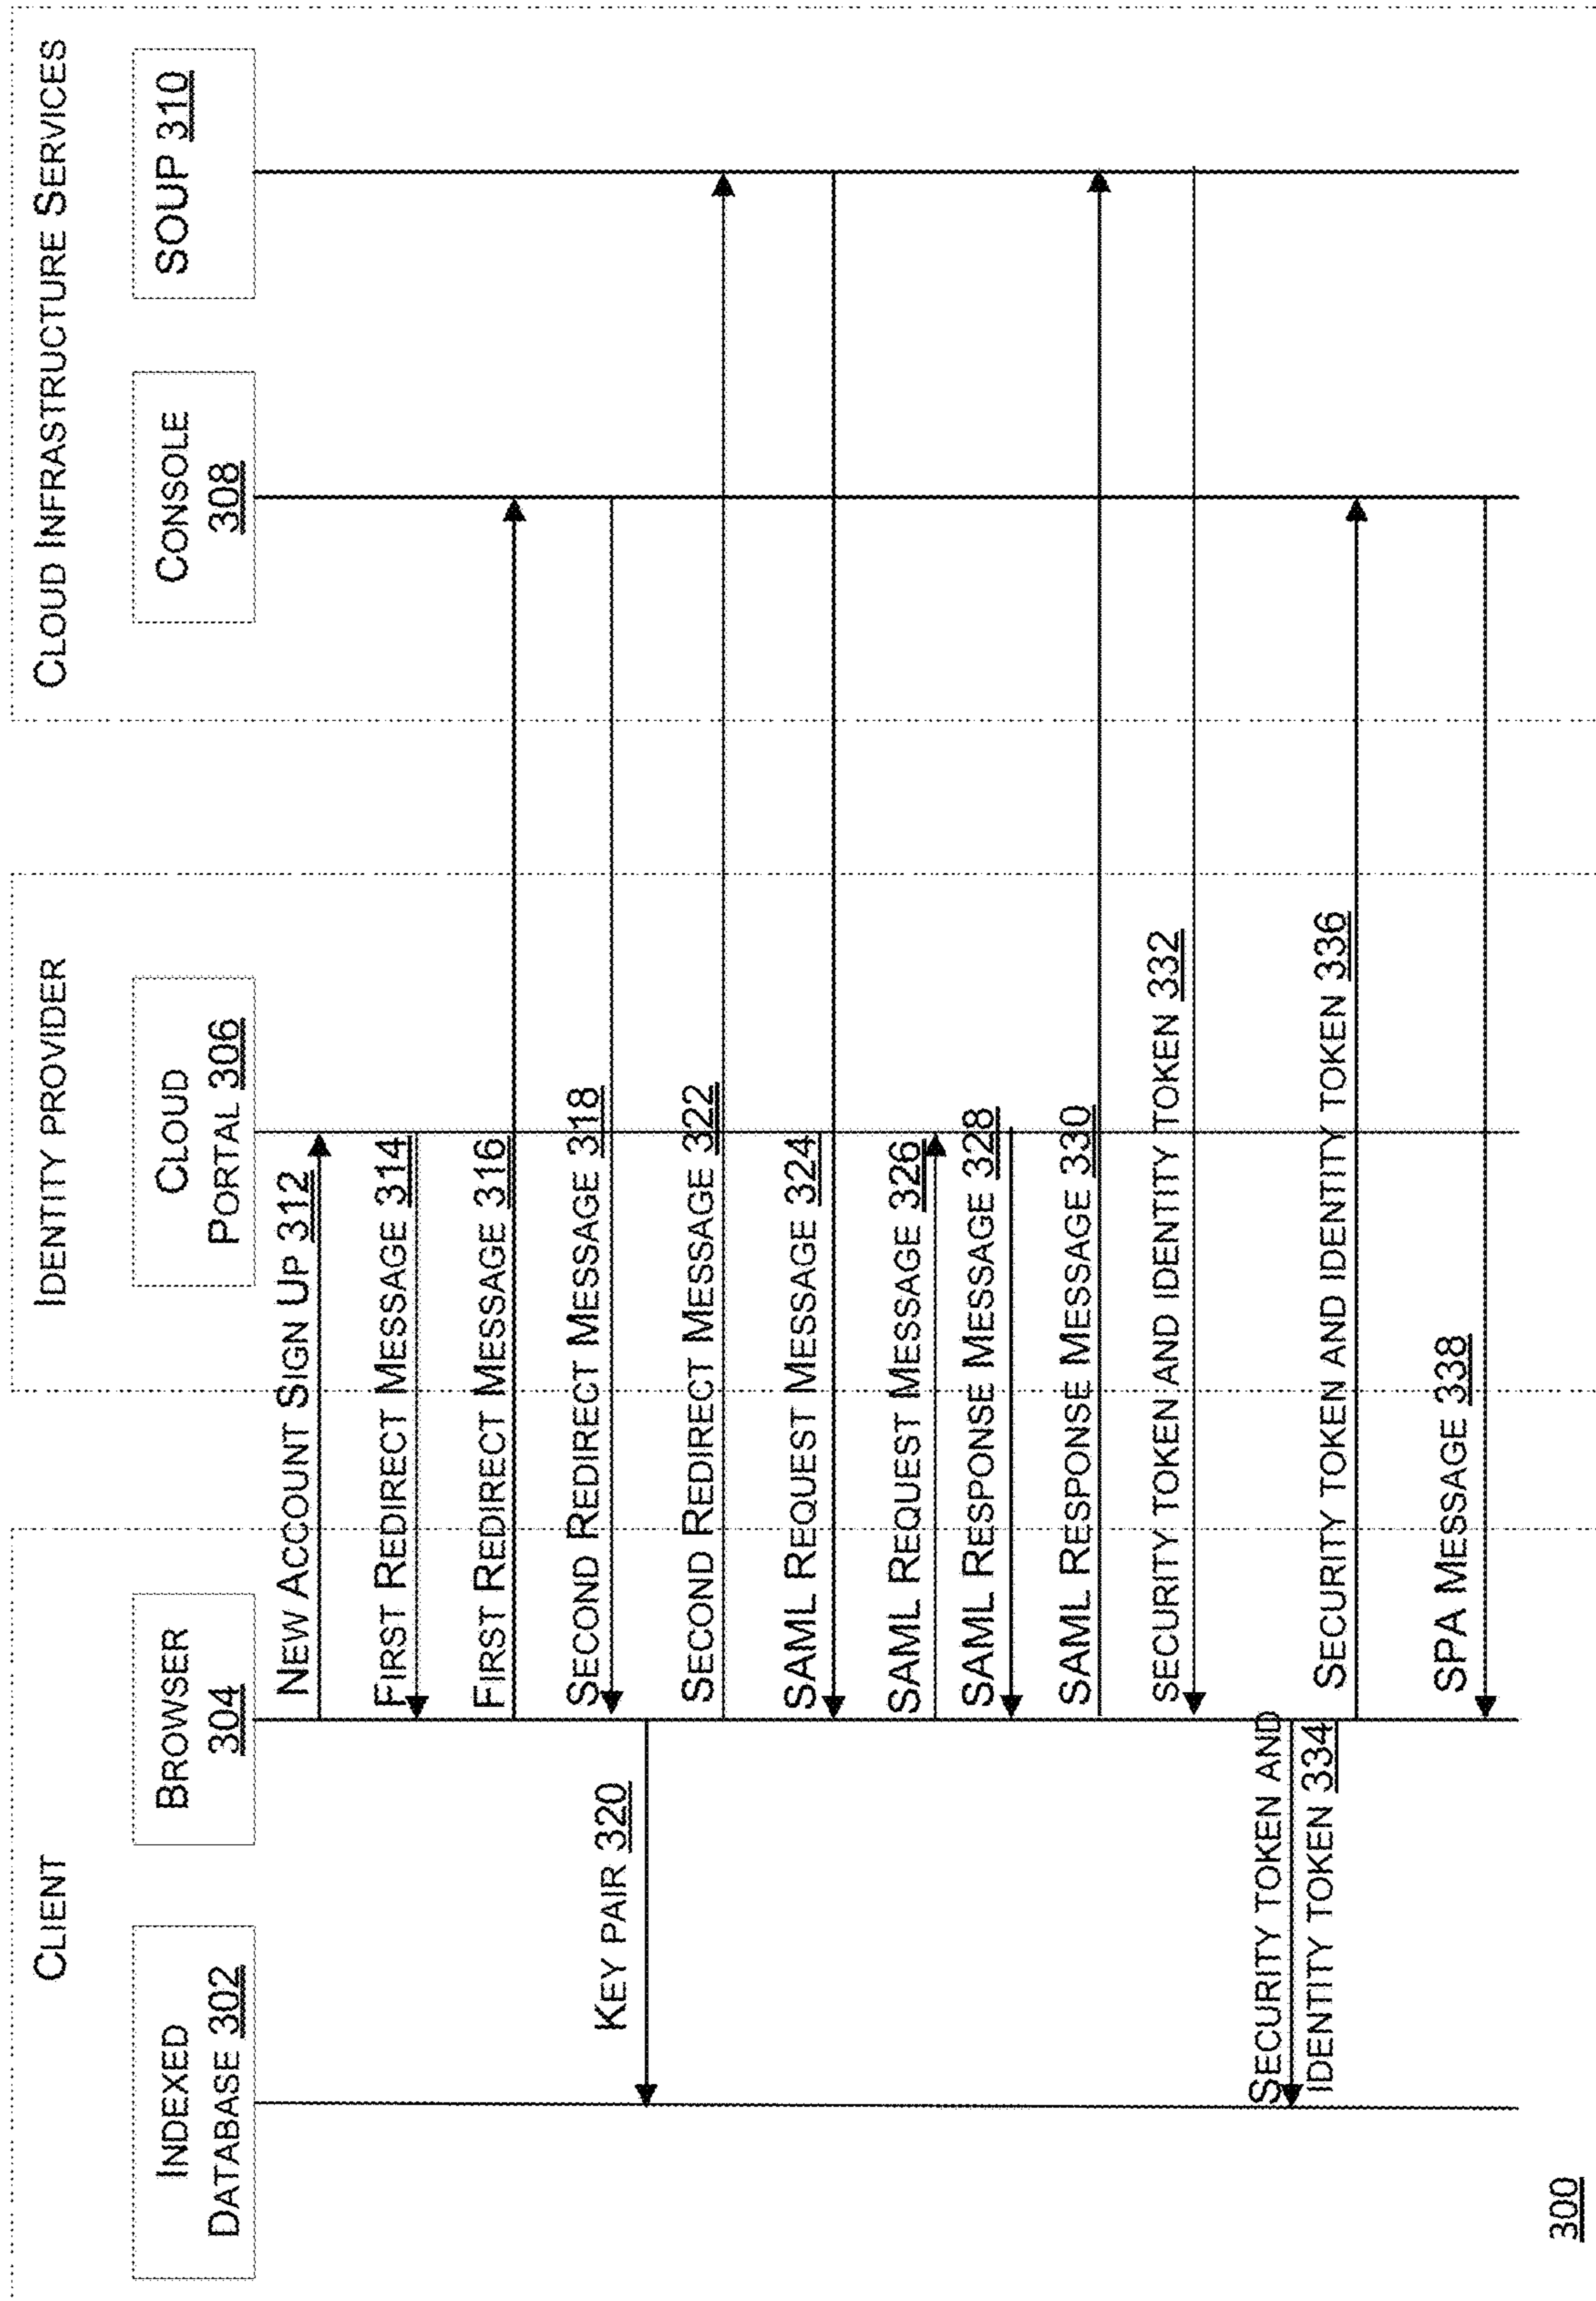 CLIENT
IDENTITY PROVIDER
CLOUD INFRASTRUCTURE SERVICES
INDEXED
DATABASE 302
BROWSER
304
CLOUD
PORTAL 306
CONSOLE
308
SOUP 310
NEW ACCOUNT SIGN UP 312
FIRST REDIRECT MESSAGE 314
FIRST REDIRECT MESSAGE 316
SECOND REDIRECT MESSAGE 318
KEY PAIR 320
SECOND REDIRECT MESSAGE 322
SAML REQUEST MESSAGE 324
SAML REQUEST MESSAGE 326
SAML RESPONSE MESSAGE 328
SAML RESPONSE MESSAGE 330
SECURITY TOKEN AND IDENTITY TOKEN 332
SECURITY TOKEN AND
IDENTITY TOKEN 334
SECURITY TOKEN AND IDENTITY TOKEN 336
SPA MESSAGE 338
300